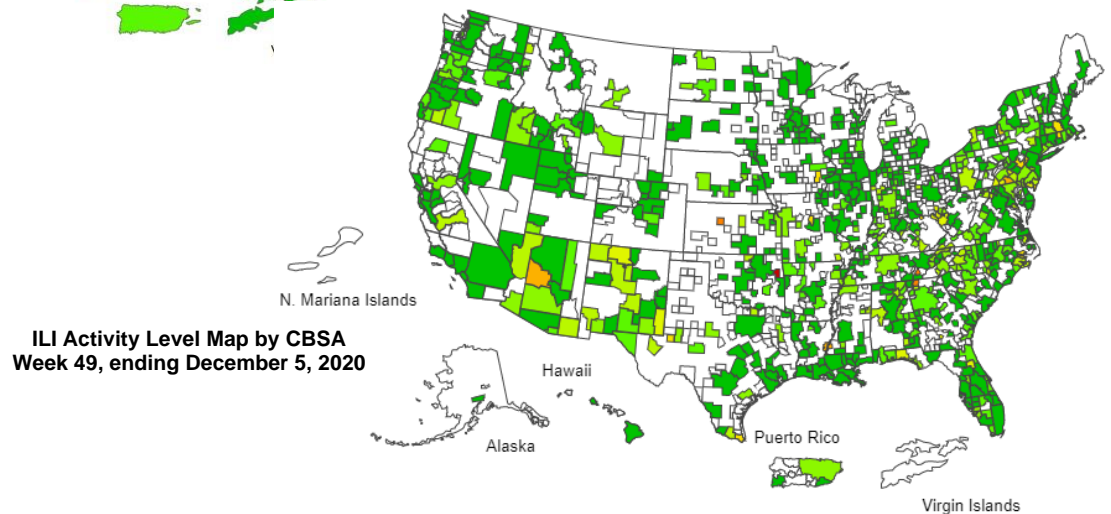 N. Mariana Islands
ILI Activity Level Map by CBSA
Week 49, ending December 5, 2020
Hawaii
Alaska
Puerto Rico
Virgin Islands